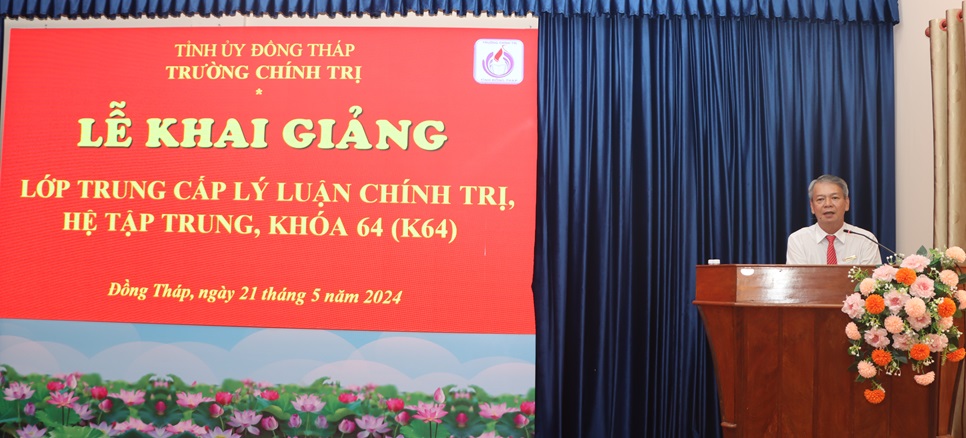 TỈNH ỦY ĐỒNG THÁP
TRƯỜNG CHÍNH TRỊ
*
LỄ KHAI GIẢNG
LỚP TRUNG CẤP LÝ LUẬN CHÍNH TRỊ,
HỆ TẬP TRUNG, KHÓA 64 (K64)
Đồng Tháp, ngày 21 tháng 5 năm 2024